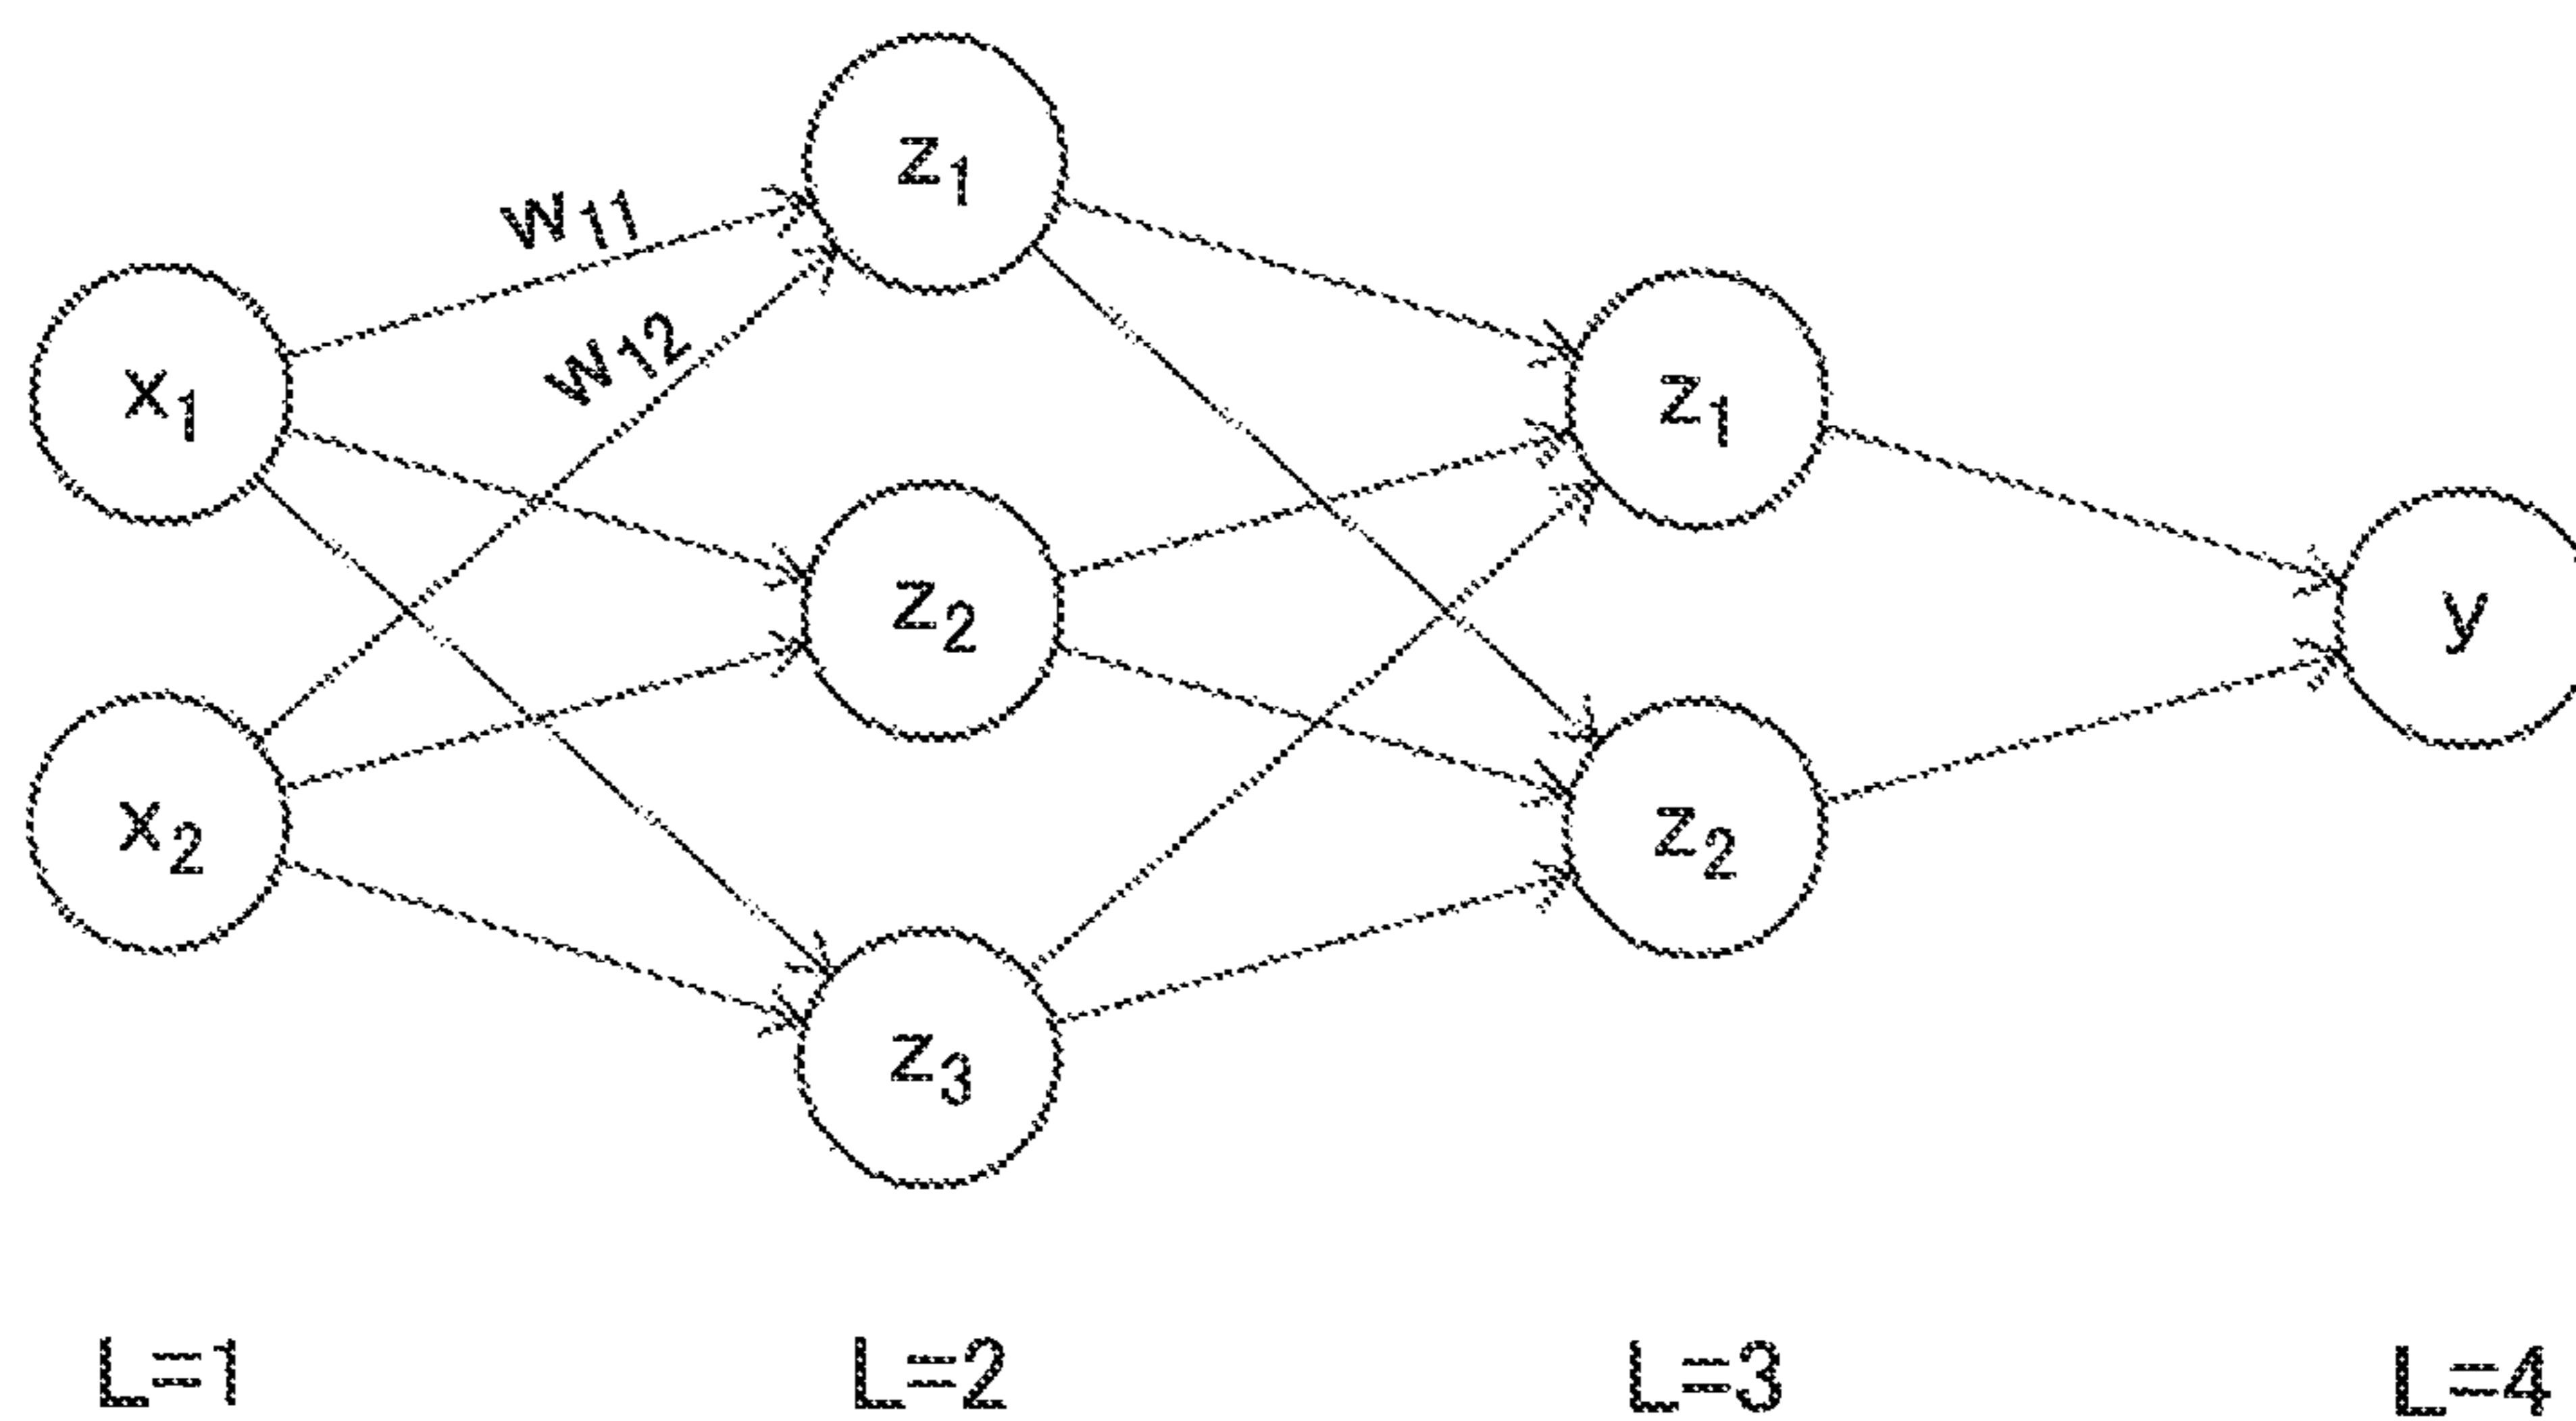 z₁
w₁₁
x₁
w₁₂
z₁
z₂
y
x₂
z₂
z₃
L=1 L=2 L=3 L=4